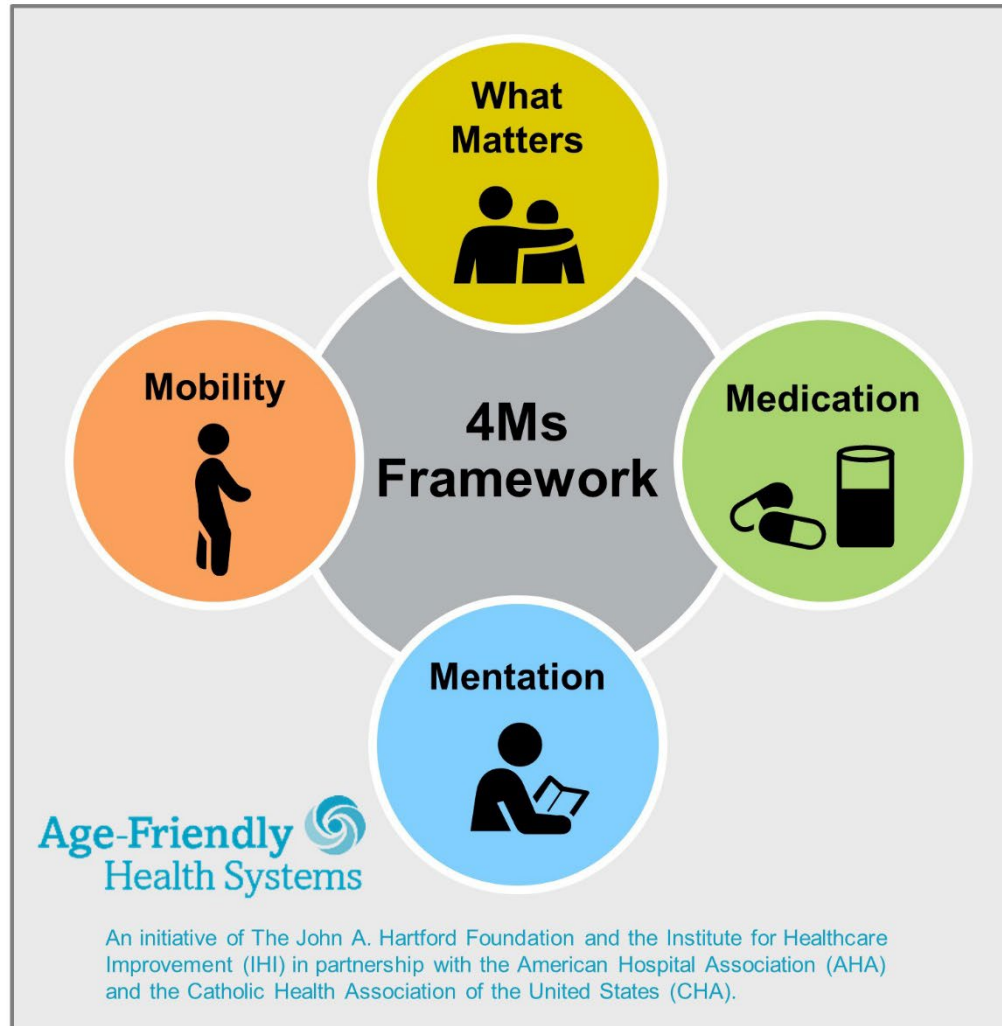 What
Matters
Mobility
4Ms
Framework
Medication
Mentation
Age-Friendly
Health Systems
An initiative of The John A. Hartford Foundation and the Institute for Healthcare
Improvement (IHI) in partnership with the American Hospital Association (AHA)
and the Catholic Health Association of the United States (CHA).